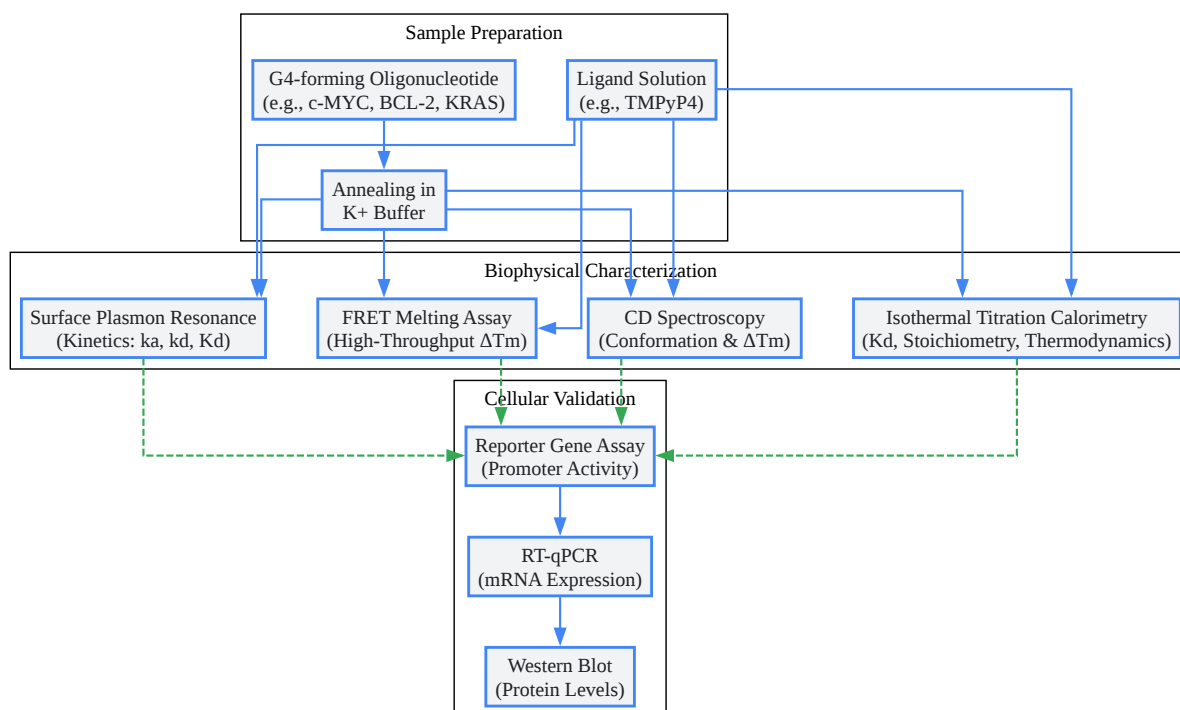 Sample Preparation
G4-forming Oligonucleotide
(e.g., c-MYC, BCL-2, KRAS)
Ligand Solution
(e.g., TMPyP4)
Annealing in
K+ Buffer
Biophysical Characterization
Surface Plasmon Resonance
(Kinetics: ka, kd, Kd)
FRET Melting Assay
(High-Throughput ΔTm)
CD Spectroscopy
(Conformation & ΔTm)
Isothermal Titration Calorimetry
(Kd, Stoichiometry, Thermodynamics)
Cellular Validation
Reporter Gene Assay
(Promoter Activity)
RT-qPCR
(mRNA Expression)
Western Blot
(Protein Levels)